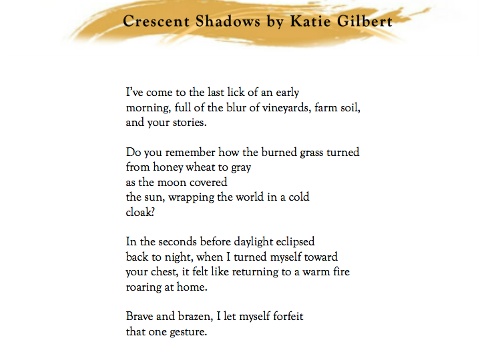 Crescent Shadows by Katie Gilbert
I've come to the last lick of an early
morning, full of the blur of vineyards, farm soil,
and your stories.
Do you remember how the burned grass turned
from honey wheat to gray
as the moon covered
the sun, wrapping the world in a cold
cloak?
In the seconds before daylight eclipsed
back to night, when I turned myself toward
your chest, it felt like returning to a warm fire
roaring at home.
Brave and brazen, I let myself forfeit
that one gesture.